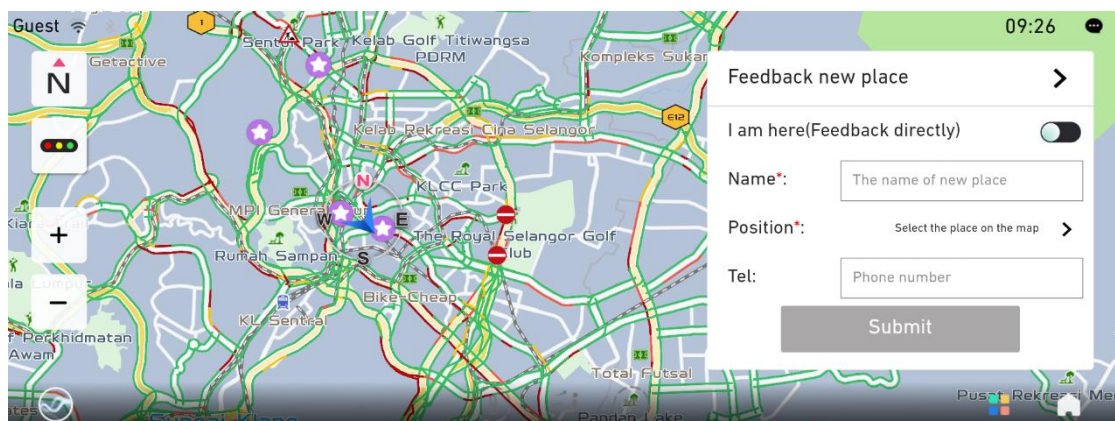 Guest
09:26
N
Getactive
1
Sentul Park
Kelab Golf Titiwangsa
PDRM
Kompleks Sukan
E12
Kelab Rekreasi Cina Selangor
N
KLCC Park
W
E
S
The Royal Selangor Golf
Club
Rumah Sampan
Bike-Cheap
KL Sentral
Perkhidmatan
Awam
Total Futsal
Pandan Lake
+
−
Feedback new place
I am here(Feedback directly)
Name*:
The name of new place
Position*:
Select the place on the map
Tel:
Phone number
Submit